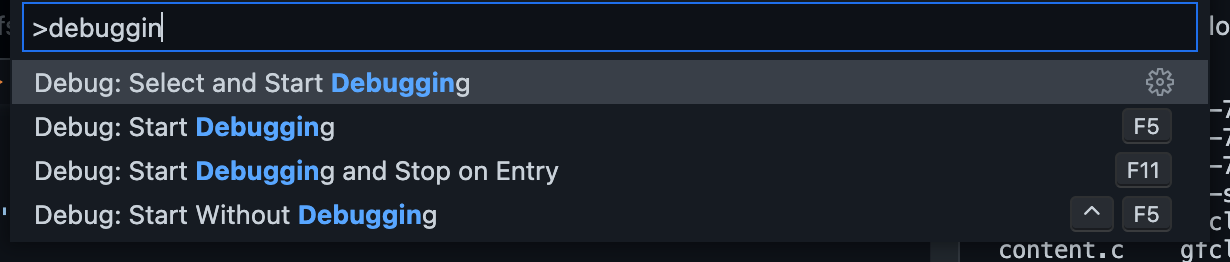 >debuggin
Debug: Select and Start Debugging
Debug: Start Debugging F5
Debug: Start Debugging and Stop on Entry F11
Debug: Start Without Debugging ^ F5
content.c